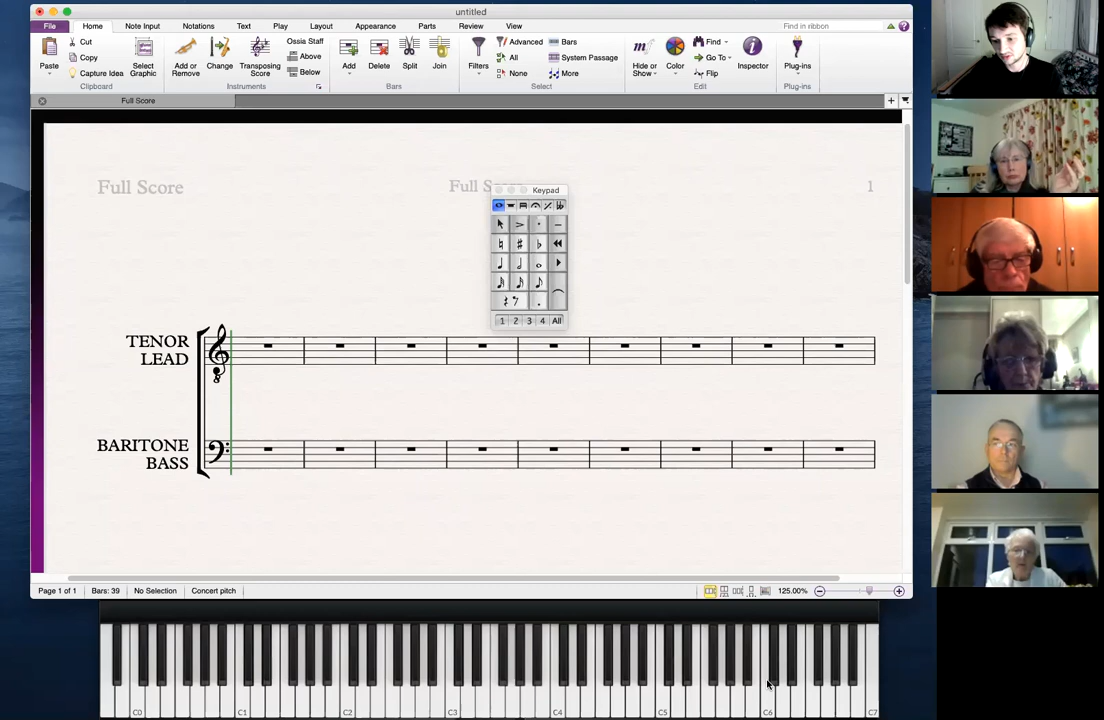 untitled
File Home Note Input Notations Text Play Layout Appearance Parts Review View Find in ribbon
Paste Cut Copy Capture Idea Select Graphic Add or Remove Change Transposing Score Ossia Staff Above Below Add Delete Split Join Filters Advanced All None Bars System Passage More Hide or Show Color Find Go To Flip Inspector Plug-ins
Clipboard Instruments Bars Select Edit Plug-ins
Full Score
Full Score Full S 1
Keypad
1 2 3 4 All
TENOR
LEAD
8
BARITONE
BASS
Page 1 of 1 Bars: 39 No Selection Concert pitch 125.00%
C0 C1 C2 C3 C4 C5 C6 C7